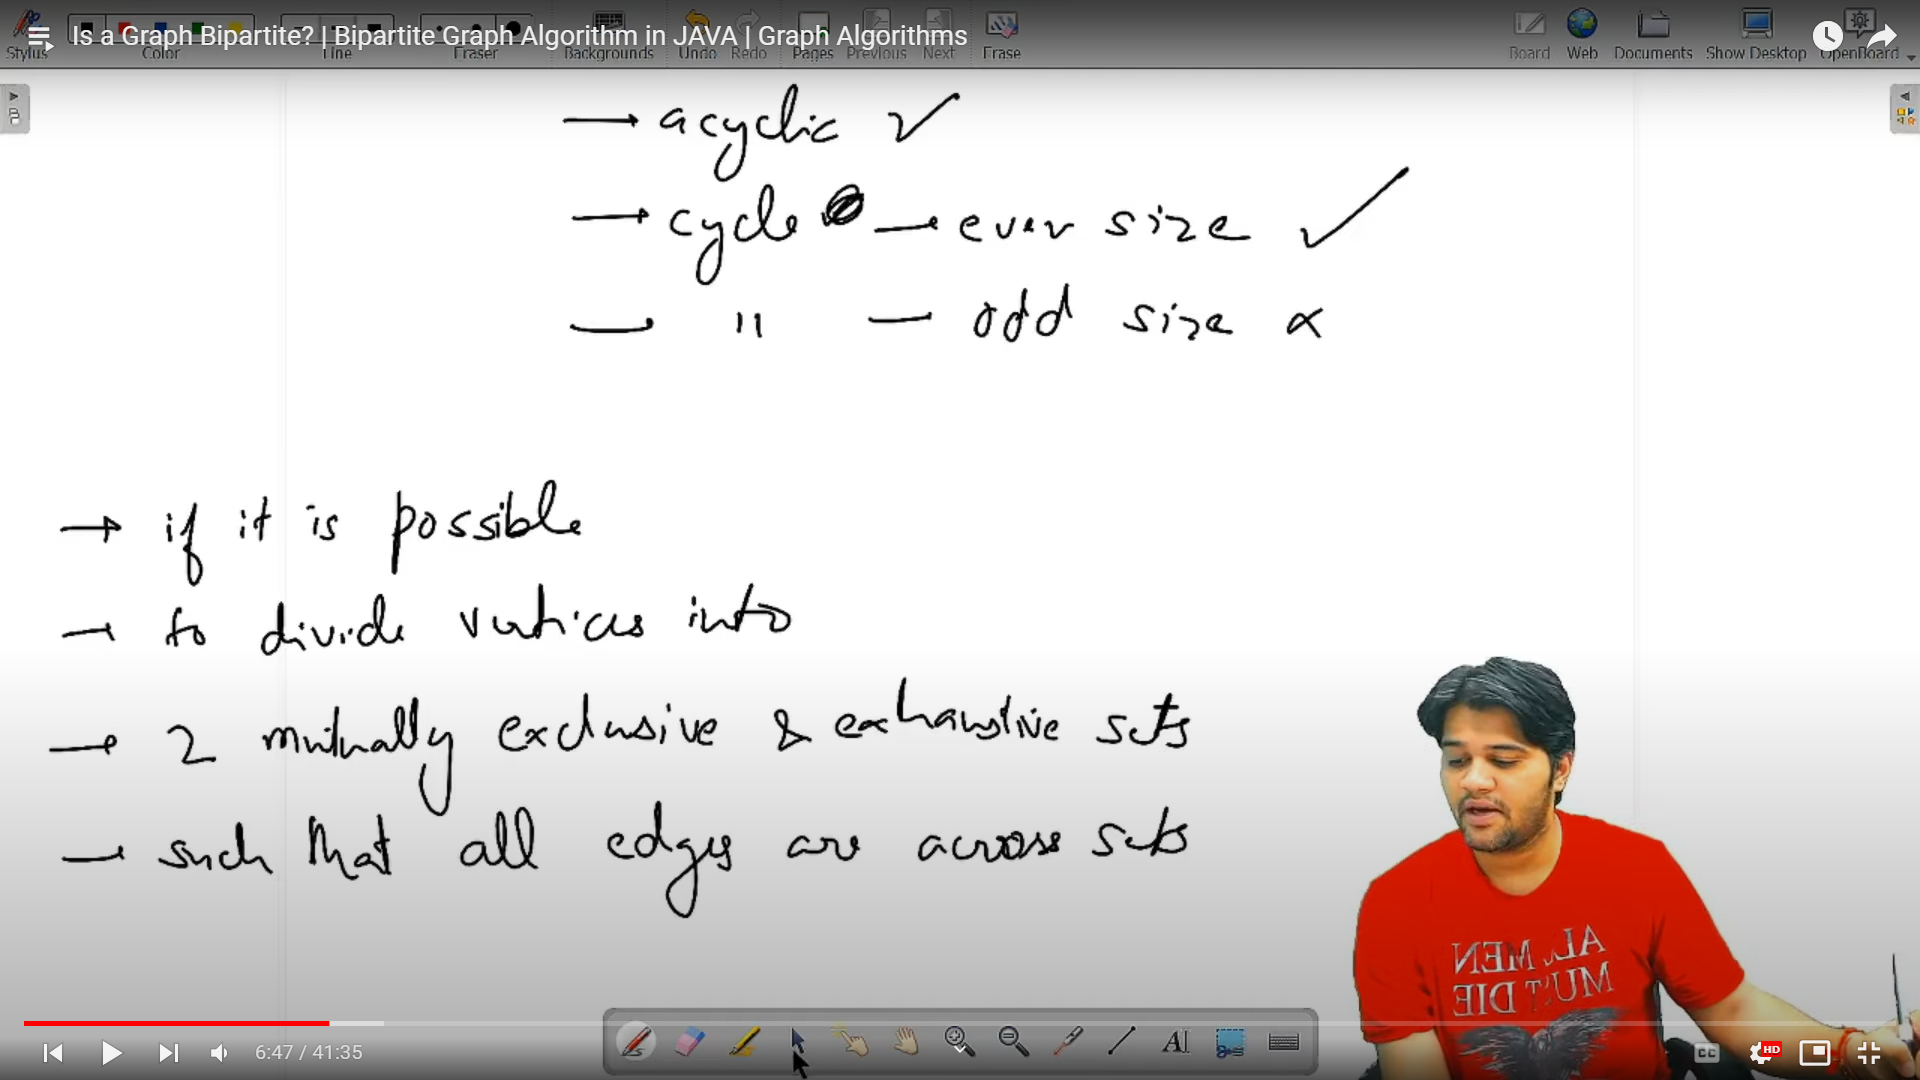 Is a Graph Bipartite? | Bipartite Graph Algorithm in JAVA | Graph Algorithms
Stylus Color Line Eraser Backgrounds Undo Redo Pages Previous Next Erase Board Web Documents Show Desktop OpenBoard
→ acyclic ✓
→ cycle — even size ✓
— " — odd size ×
→ if it is possible
— to divide vertices into
— 2 mutually exclusive & exhaustive sets
— such that all edges are across sets
ALL MEN
MUST DIE
6:47 / 41:35
CC HD